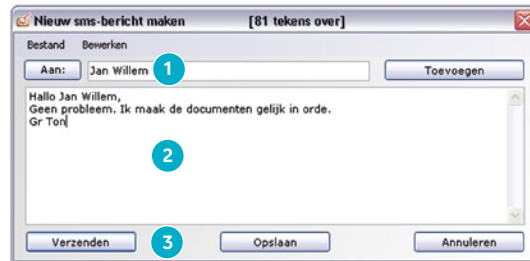 Nieuw sms-bericht maken [81 tekens over]
Bestand Bewerken
Aan: Jan Willem 1 Toevoegen
Hallo Jan Willem,
Geen probleem. Ik maak de documenten gelijk in orde.
Gr Ton
2
Verzenden 3 Opslaan Annuleren